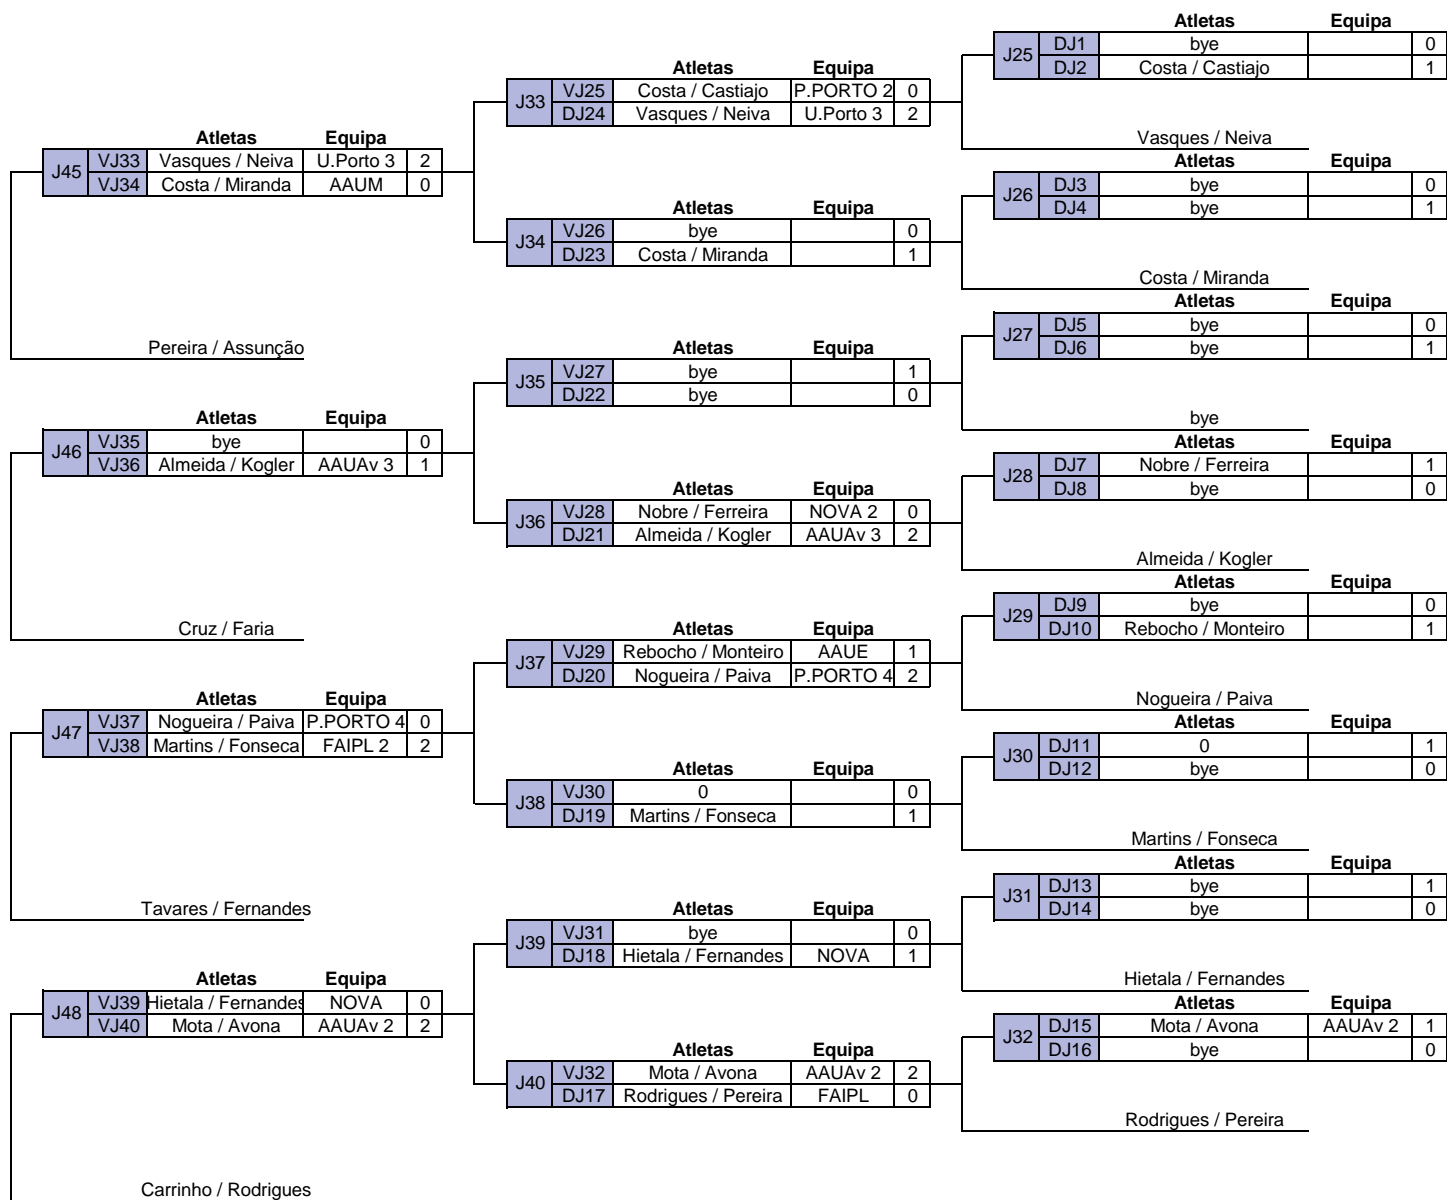 Atletas Equipa
J45 VJ33 Vasques / Neiva U.Porto 3 2
VJ34 Costa / Miranda AAUM 0
Pereira / Assunção
Atletas Equipa
J46 VJ35 bye 0
VJ36 Almeida / Kogler AAUAv 3 1
Cruz / Faria
Atletas Equipa
J47 VJ37 Nogueira / Paiva P.PORTO 4 0
VJ38 Martins / Fonseca FAIPL 2 2
Tavares / Fernandes
Atletas Equipa
J48 VJ39 Hietala / Fernandes NOVA 0
VJ40 Mota / Avona AAUAv 2 2
Carrinho / Rodrigues
Atletas Equipa
J33 VJ25 Costa / Castiajo P.PORTO 2 0
DJ24 Vasques / Neiva U.Porto 3 2
Atletas Equipa
J34 VJ26 bye 0
DJ23 Costa / Miranda 1
Atletas Equipa
J35 VJ27 bye 1
DJ22 bye 0
Atletas Equipa
J36 VJ28 Nobre / Ferreira NOVA 2 0
DJ21 Almeida / Kogler AAUAv 3 2
Atletas Equipa
J37 VJ29 Rebocho / Monteiro AAUE 1
DJ20 Nogueira / Paiva P.PORTO 4 2
Atletas Equipa
J38 VJ30 0 0
DJ19 Martins / Fonseca 1
Atletas Equipa
J39 VJ31 bye 0
DJ18 Hietala / Fernandes NOVA 1
Atletas Equipa
J40 VJ32 Mota / Avona AAUAv 2 2
DJ17 Rodrigues / Pereira FAIPL 0
Atletas Equipa
J25 DJ1 bye 0
DJ2 Costa / Castiajo 1
Vasques / Neiva
Atletas Equipa
J26 DJ3 bye 0
DJ4 bye 1
Costa / Miranda
Atletas Equipa
J27 DJ5 bye 0
DJ6 bye 1
bye
Atletas Equipa
J28 DJ7 Nobre / Ferreira 1
DJ8 bye 0
Almeida / Kogler
Atletas Equipa
J29 DJ9 bye 0
DJ10 Rebocho / Monteiro 1
Nogueira / Paiva
Atletas Equipa
J30 DJ11 0 1
DJ12 bye 0
Martins / Fonseca
Atletas Equipa
J31 DJ13 bye 1
DJ14 bye 0
Hietala / Fernandes
Atletas Equipa
J32 DJ15 Mota / Avona AAUAv 2 1
DJ16 bye 0
Rodrigues / Pereira